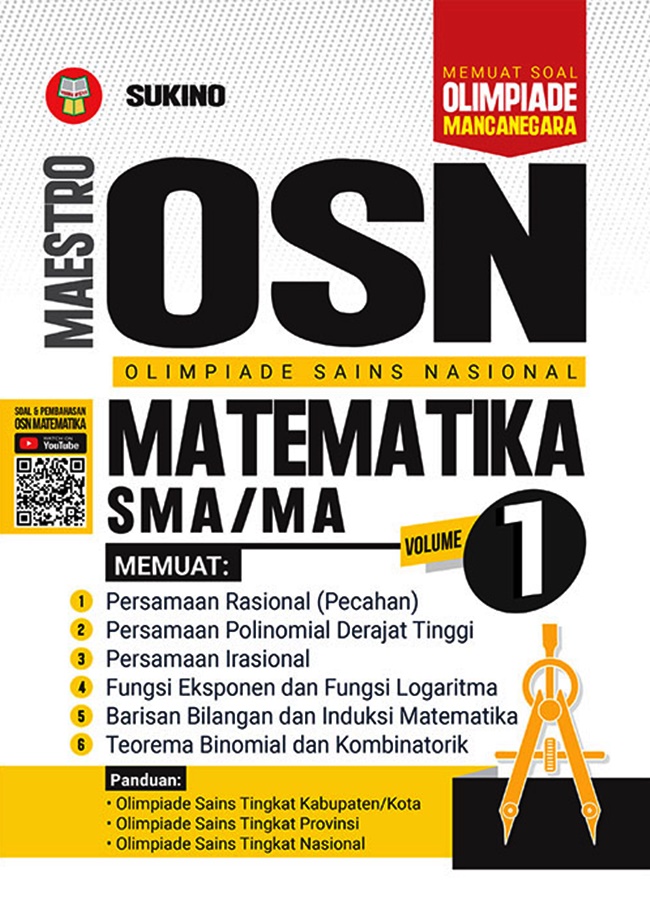 SUKINO
MEMUAT SOAL
OLIMPIADE
MANCANEGARA
MAESTRO
OSN
OLIMPIADE SAINS NASIONAL
SOAL & PEMBAHASAN
OSN MATEMATIKA
WATCH ON
YouTube
MATEMATIKA
SMA/MA
VOLUME 1
MEMUAT:
1 Persamaan Rasional (Pecahan)
2 Persamaan Polinomial Derajat Tinggi
3 Persamaan Irasional
4 Fungsi Eksponen dan Fungsi Logaritma
5 Barisan Bilangan dan Induksi Matematika
6 Teorema Binomial dan Kombinatorik
Panduan:
• Olimpiade Sains Tingkat Kabupaten/Kota
• Olimpiade Sains Tingkat Provinsi
• Olimpiade Sains Tingkat Nasional